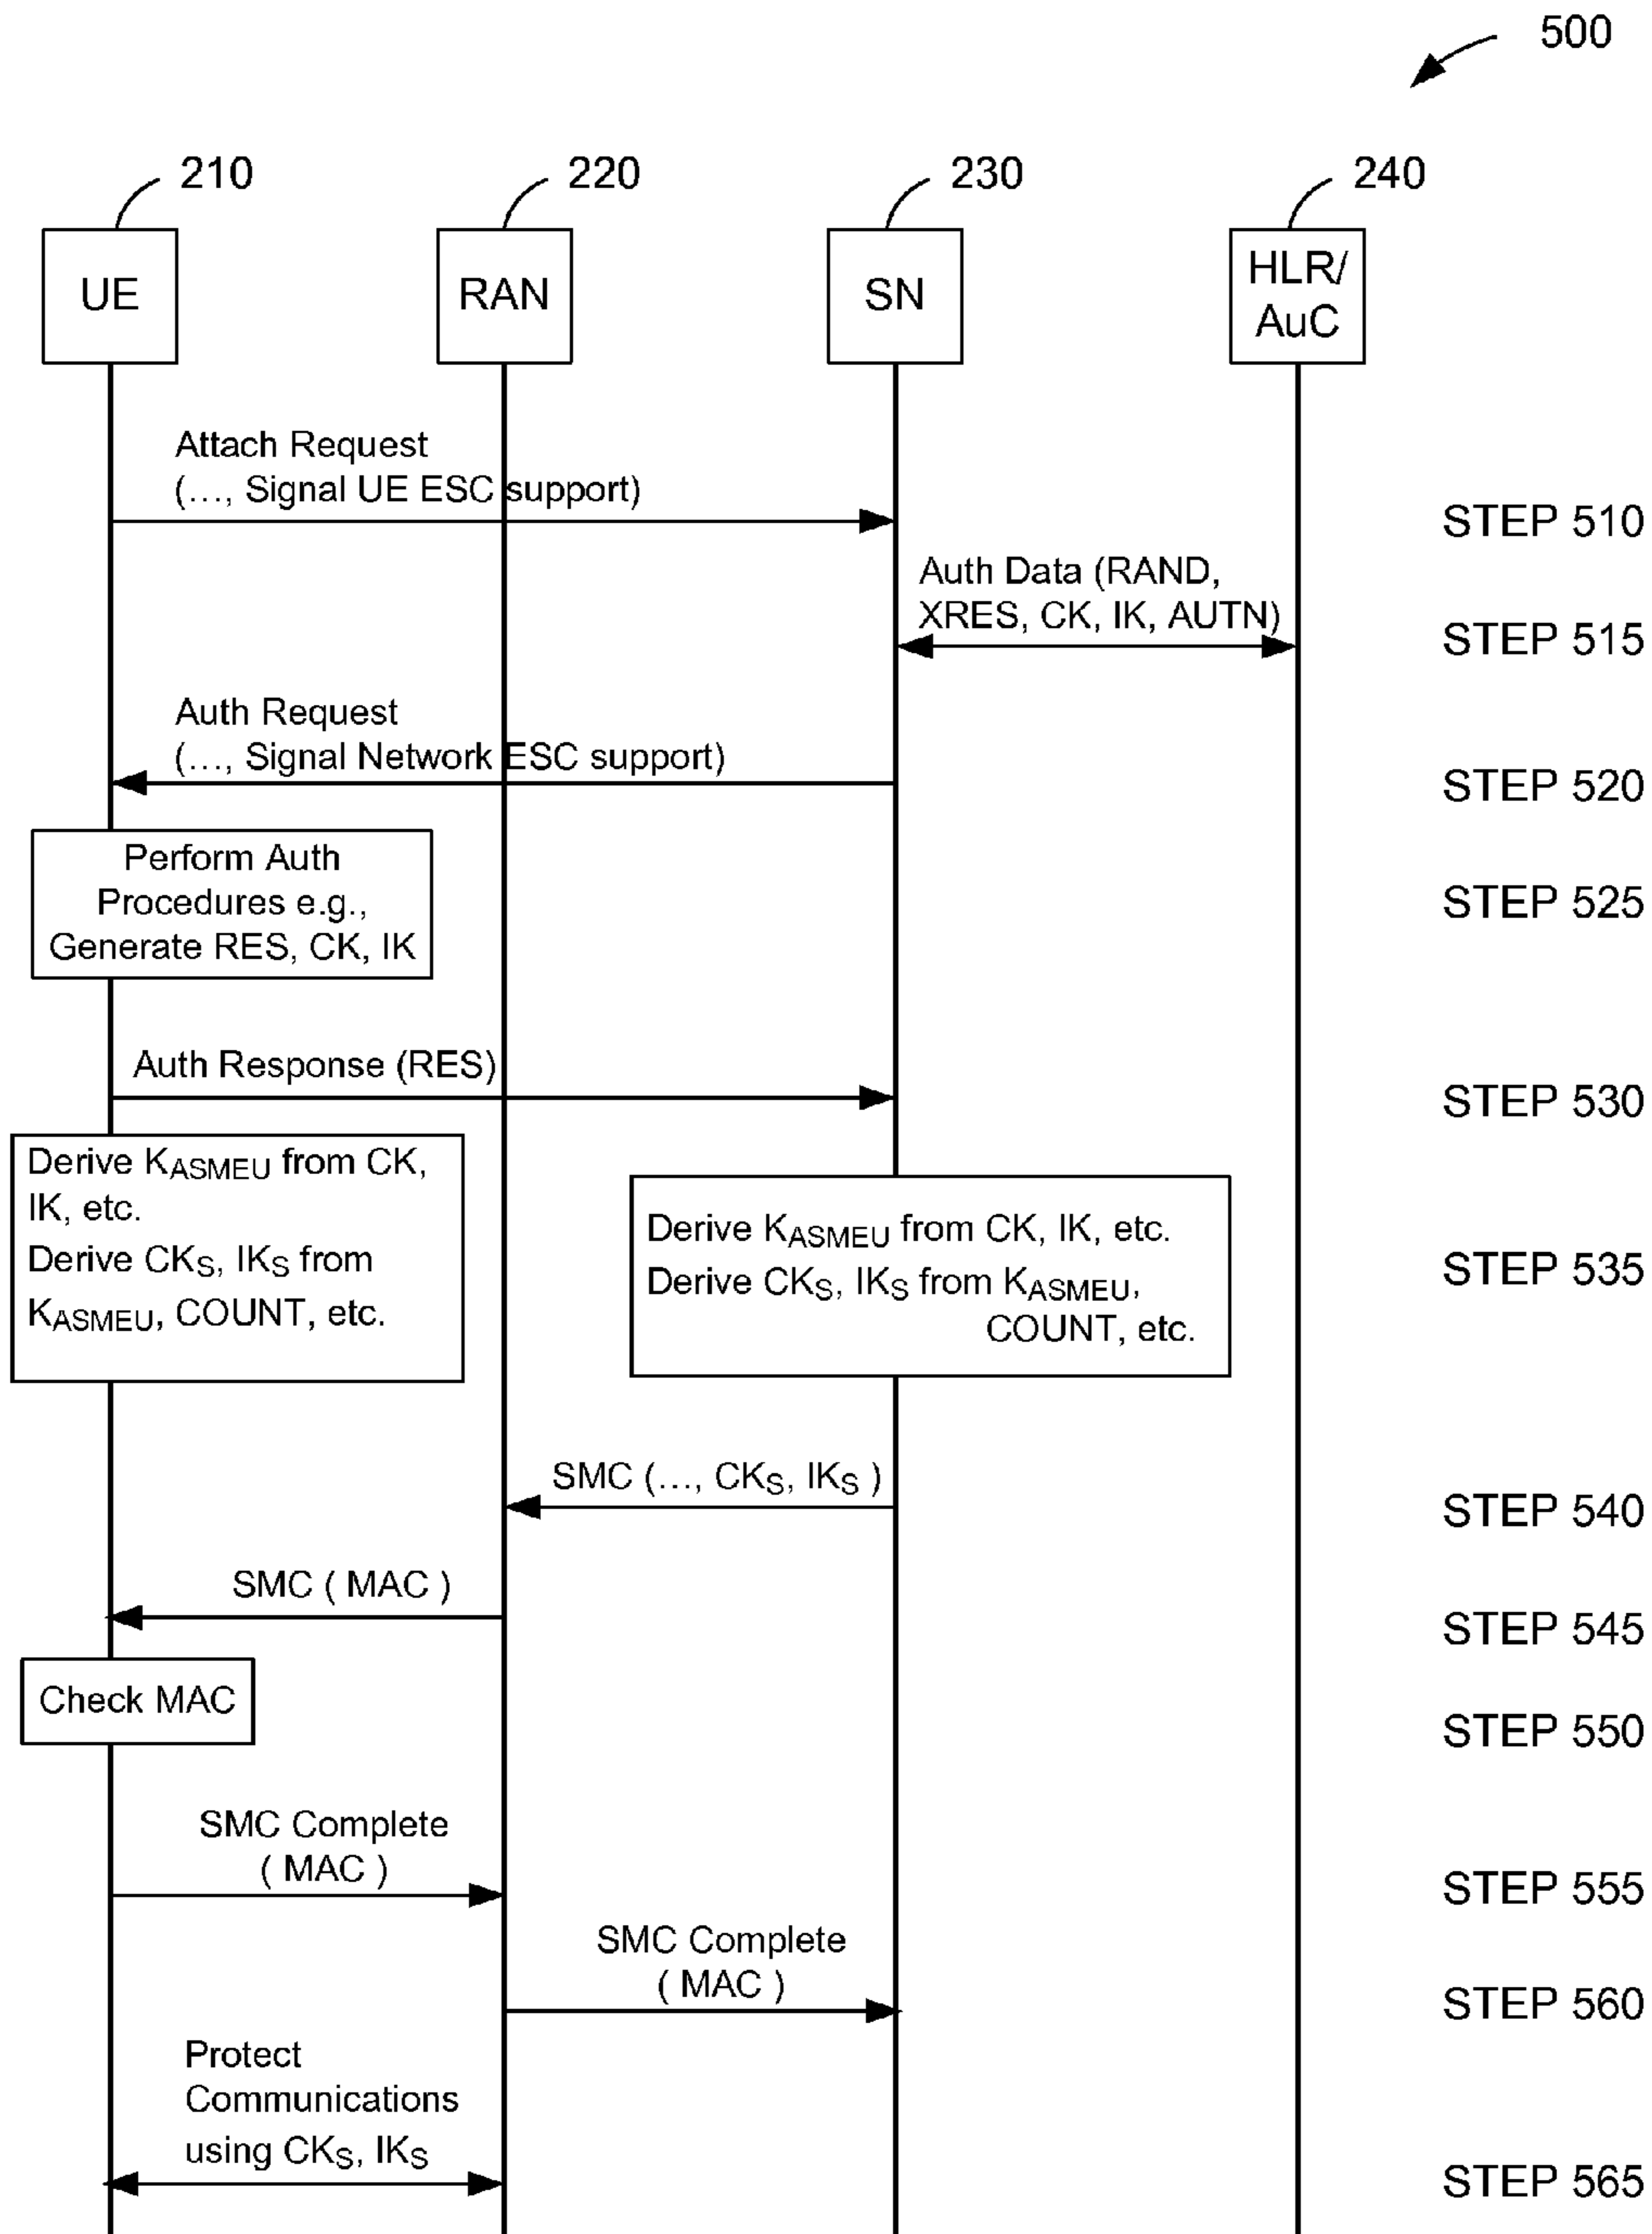 500
210
220
230
240
UE
RAN
SN
HLR/
AuC
Attach Request
(..., Signal UE ESC support)
STEP 510
Auth Data (RAND,
XRES, CK, IK, AUTN)
STEP 515
Auth Request
(..., Signal Network ESC support)
STEP 520
Perform Auth
Procedures e.g.,
Generate RES, CK, IK
STEP 525
Auth Response (RES)
STEP 530
Derive KASMEU from CK,
IK, etc.
Derive CKS, IKS from
KASMEU, COUNT, etc.
Derive KASMEU from CK, IK, etc.
Derive CKS, IKS from KASMEU,
COUNT, etc.
STEP 535
SMC (..., CKS, IKS )
STEP 540
SMC ( MAC )
STEP 545
Check MAC
STEP 550
SMC Complete
( MAC )
STEP 555
SMC Complete
( MAC )
STEP 560
Protect
Communications
using CKS, IKS
STEP 565